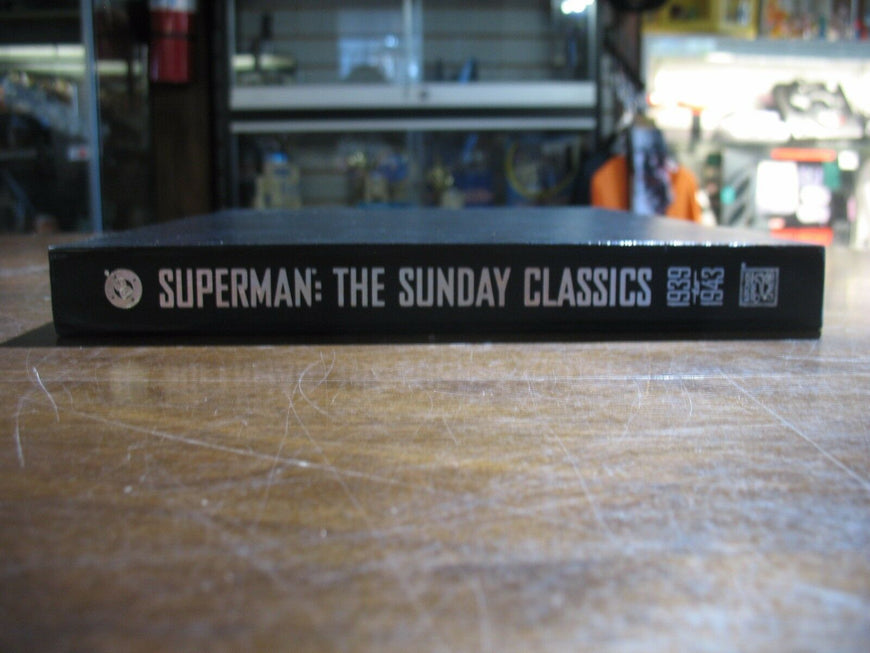 SUPERMAN: THE SUNDAY CLASSICS
1939
1943